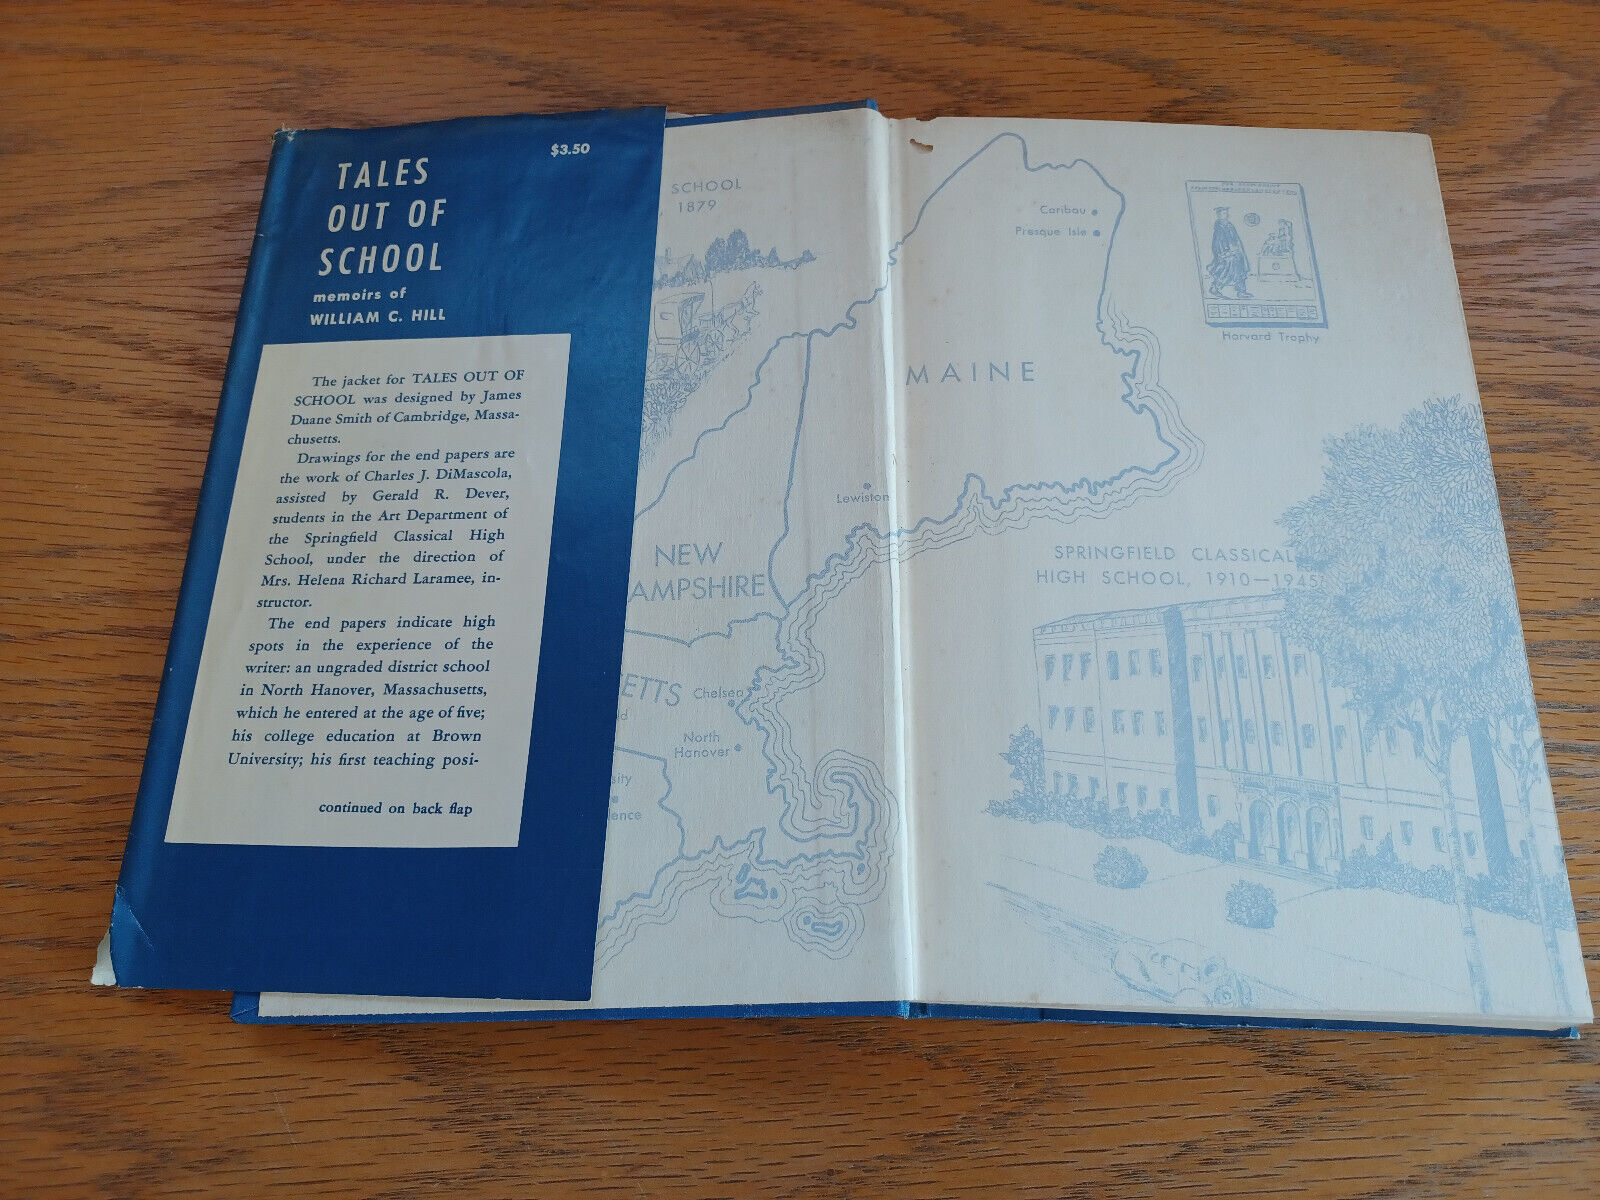 $3.50
TALES
OUT OF
SCHOOL
memoirs of
WILLIAM C. HILL
The jacket for TALES OUT OF
SCHOOL was designed by James
Duane Smith of Cambridge, Massa-
chusetts.
Drawings for the end papers are
the work of Charles J. DiMascola,
assisted by Gerald R. Dever,
students in the Art Department of
the Springfield Classical High
School, under the direction of
Mrs. Helena Richard Laramee, in-
structor.
The end papers indicate high
spots in the experience of the
writer: an ungraded district school
in North Hanover, Massachusetts,
which he entered at the age of five;
his college education at Brown
University; his first teaching posi-
continued on back flap
SCHOOL
1879
NEW
AMPSHIRE
ETTS
Chelsea
ld
North
Hanover
sity
ence
Lewiston
MAINE
Caribou
Presque Isle
Harvard Trophy
SPRINGFIELD CLASSICAL
HIGH SCHOOL, 1910—1945